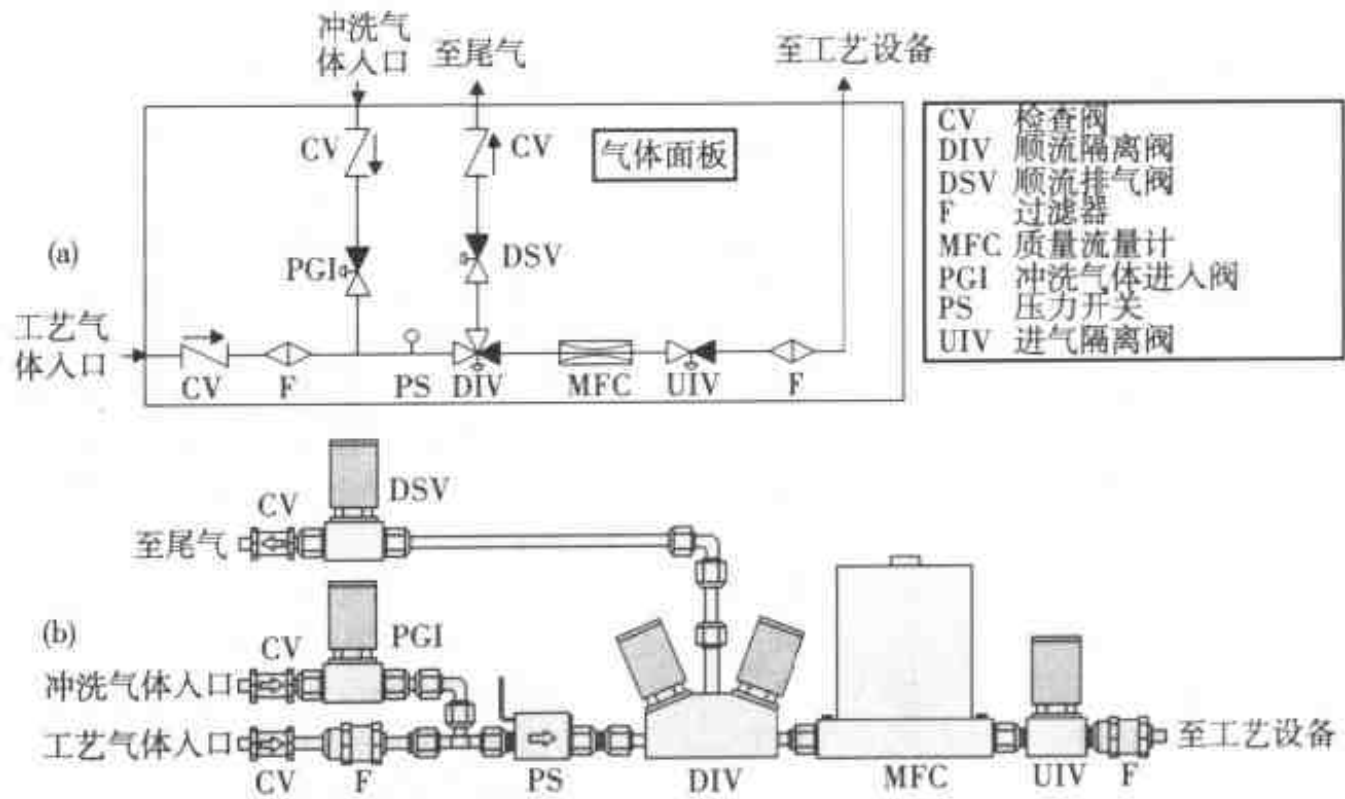 冲洗气
体入口
至尾气
至工艺设备
CV
CV
气体面板
(a)
PGI
DSV
工艺气
体入口
CV
F
PS
DIV
MFC
UIV
F
CV 检查阀
DIV 顺流隔离阀
DSV 顺流排气阀
F 过滤器
MFC 质量流量计
PGI 冲洗气体进入阀
PS 压力开关
UIV 进气隔离阀
CV
DSV
至尾气
(b)
CV
PGI
冲洗气体入口
工艺气体入口
至工艺设备
CV
F
PS
DIV
MFC
UIV
F